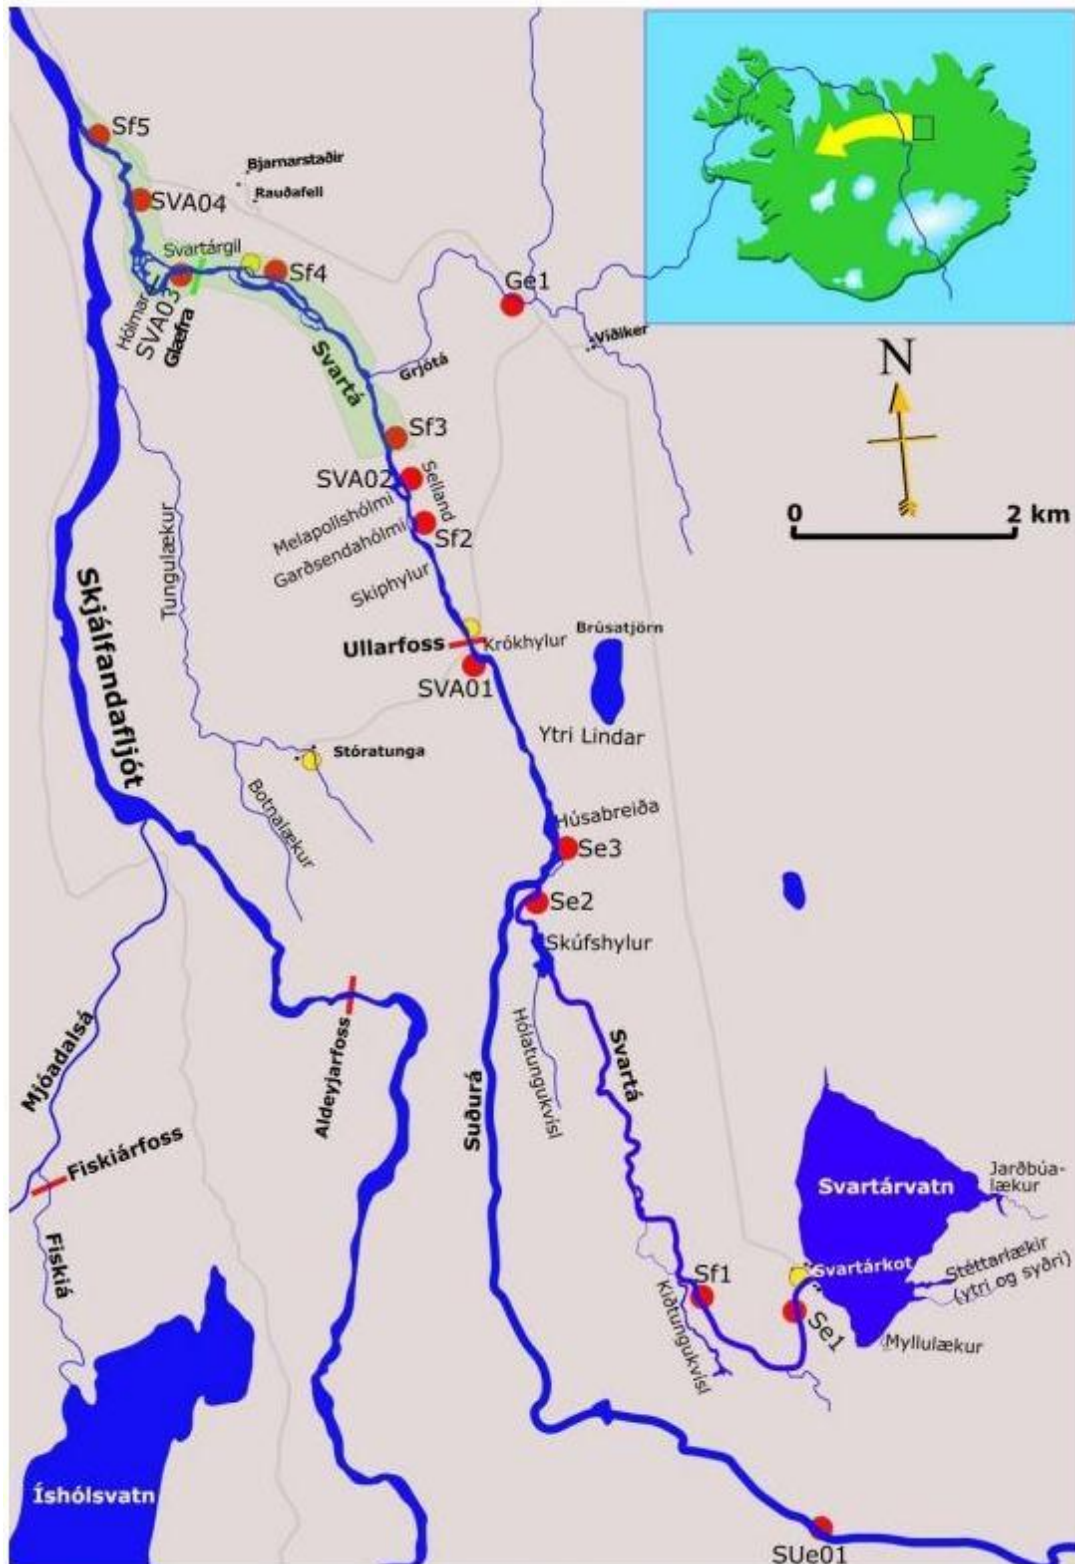 Sf5
Bjarnarstaðir
Rauðafell
SVA04
Svartárgil
Sf4
Ge1
Hólmar
SVA03
Glæfra
Svartá
Grjótá
Víðiker
N
0 2 km
Sf3
SVA02
Selland
Melapollshólmi
Garðsendahólmi
Sf2
Tungulækur
Skiphylur
Skjálfandafljót
Ullarfoss
Krókhylur
Brúsatjörn
SVA01
Ytri Lindar
Stóratunga
Botnalækur
Húsabreiða
Se3
Se2
Skúfshylur
Hólatungukvísl
Svartá
Mjóadalsá
Aldeyjarfoss
Suðurá
Fiskiárfoss
Fiskiá
Svartárvatn
Jarðbúa-
lækur
Svartárkot
Stéttarlækir
(ytri og syðri)
Sf1
Kiðtungukvísl
Se1
Myllulækur
Íshólsvatn
SUe01